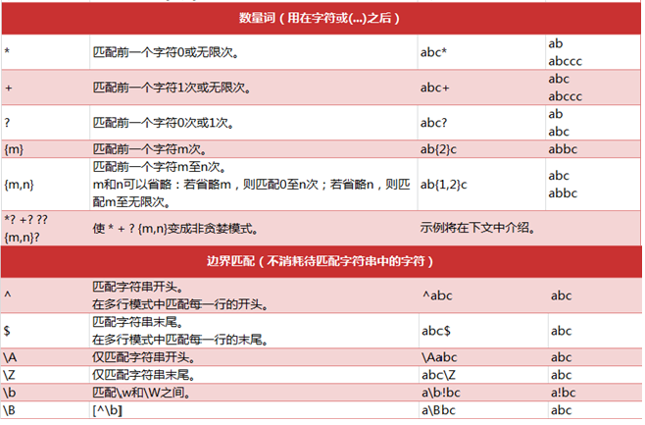 数量词（用在字符或(...)之后）
* 匹配前一个字符0或无限次。 abc* ab
abccc
+ 匹配前一个字符1次或无限次。 abc+ abc
abccc
? 匹配前一个字符0次或1次。 abc? ab
abc
{m} 匹配前一个字符m次。 ab{2}c abbc
{m,n} 匹配前一个字符m至n次。
m和n可以省略：若省略m，则匹配0至n次；若省略n，则匹
配m至无限次。 ab{1,2}c abc
abbc
*? +? ??
{m,n}? 使 * + ? {m,n}变成非贪婪模式。 示例将在下文中介绍。
边界匹配（不消耗待匹配字符串中的字符）
^ 匹配字符串开头。
在多行模式中匹配每一行的开头。 ^abc abc
$ 匹配字符串末尾。
在多行模式中匹配每一行的末尾。 abc$ abc
\A 仅匹配字符串开头。 \Aabc abc
\Z 仅匹配字符串末尾。 abc\Z abc
\b 匹配\w和\W之间。 a\b!bc a!bc
\B [^\b] a\Bbc abc